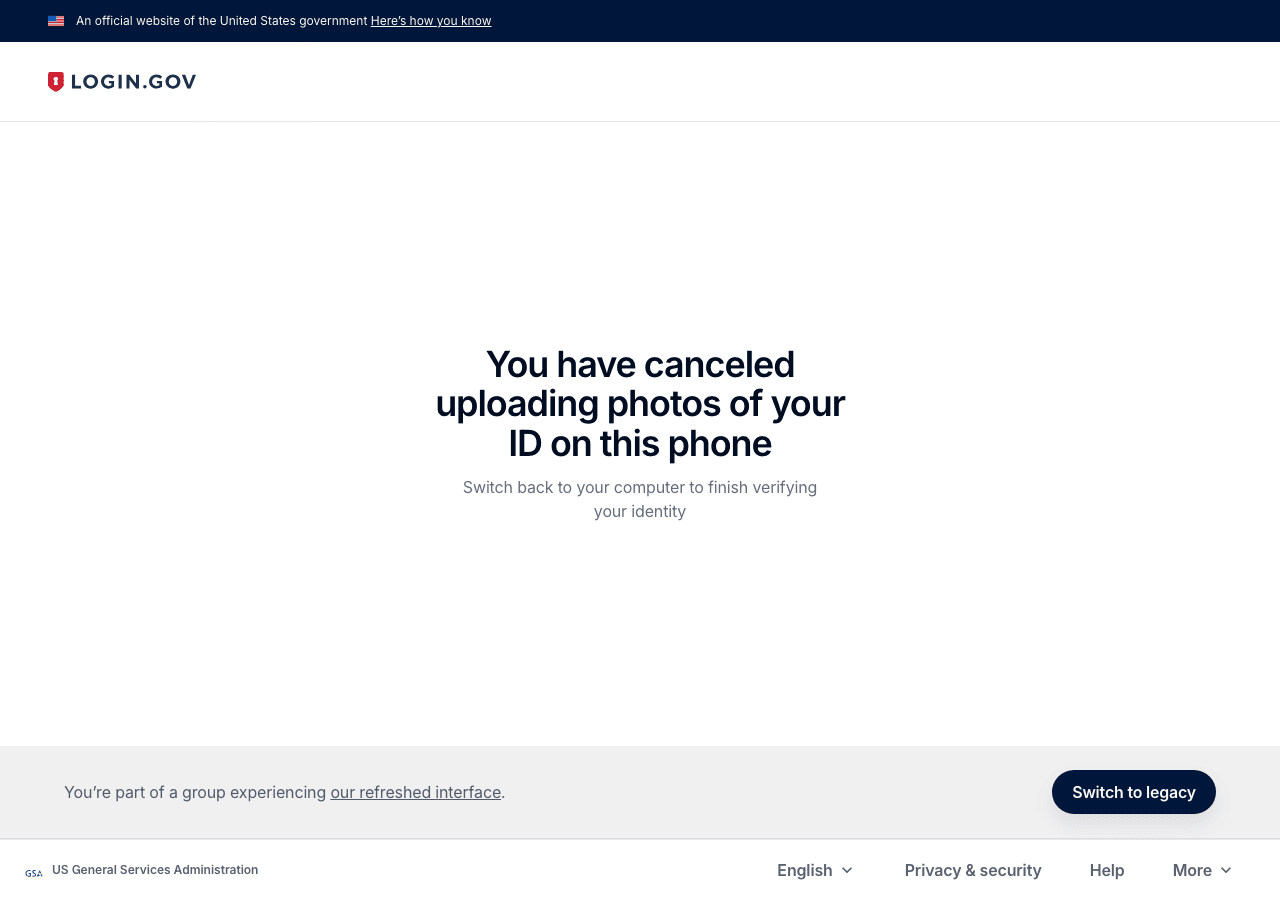 An official website of the United States government Here’s how you know
LOGIN.GOV
You have canceled
uploading photos of your
ID on this phone
Switch back to your computer to finish verifying
your identity
You’re part of a group experiencing our refreshed interface.
Switch to legacy
GSA US General Services Administration
English
Privacy & security
Help
More